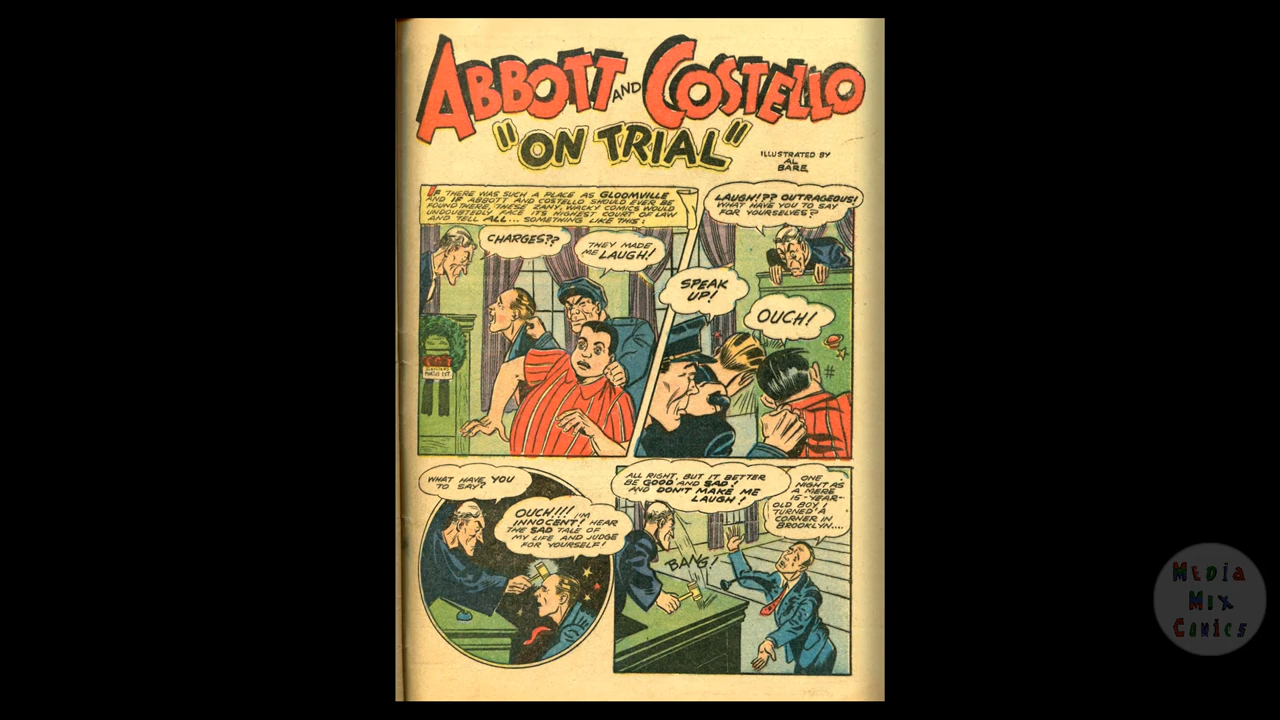 ABBOTT AND COSTELLO
"ON TRIAL"
ILLUSTRATED BY
AL
BARE
IF THERE WAS SUCH A PLACE AS GLOOMVILLE
AND IF ABBOTT AND COSTELLO SHOULD EVER BE
FOUND THERE, THESE ZANY, WACKY COMICS WOULD
UNDOUBTEDLY FACE ITS HIGHEST COURT OF LAW
AND TELL ALL... SOMETHING LIKE THIS:
CHARGES??
THEY MADE
ME LAUGH!
LAUGH!?? OUTRAGEOUS!
WHAT HAVE YOU TO SAY
FOR YOURSELVES?
SPEAK
UP!
OUCH!
#
WHAT HAVE YOU
TO SAY?
OUCH!!! I'M
INNOCENT! HEAR
THE SAD TALE OF
MY LIFE AND JUDGE
FOR YOURSELF!
ALL RIGHT, BUT IT BETTER
BE GOOD AND SAD!
AND DON'T MAKE ME
LAUGH!
BANG!
ONE
NIGHT AS
A MERE
15-YEAR-
OLD BOY I
TURNED A
CORNER IN
BROOKLYN....
MEDIA
MIX
COMICS